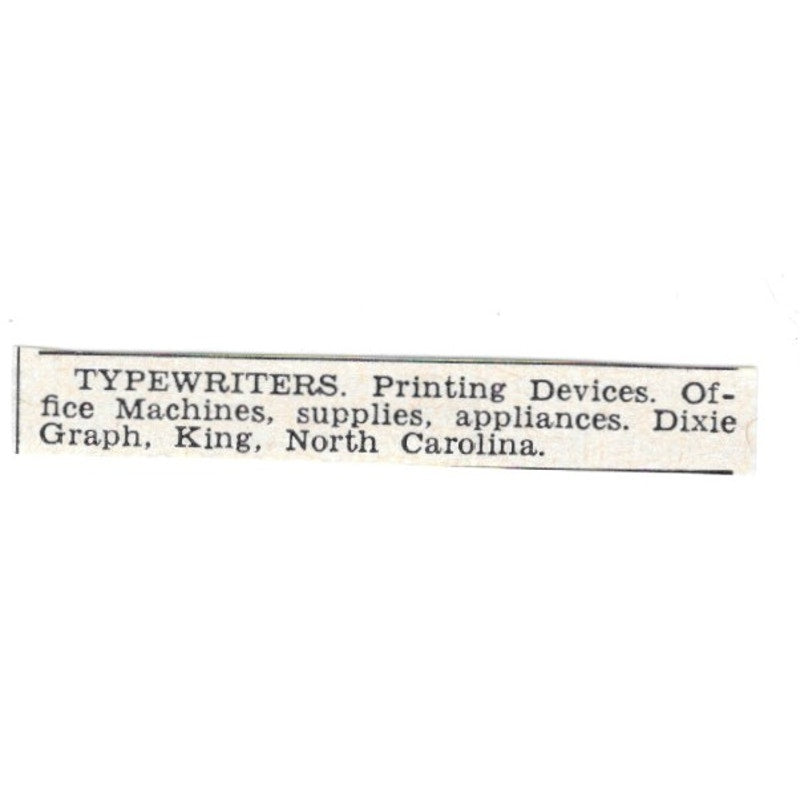 TYPEWRITERS. Printing Devices. Of-
fice Machines, supplies, appliances. Dixie
Graph, King, North Carolina.